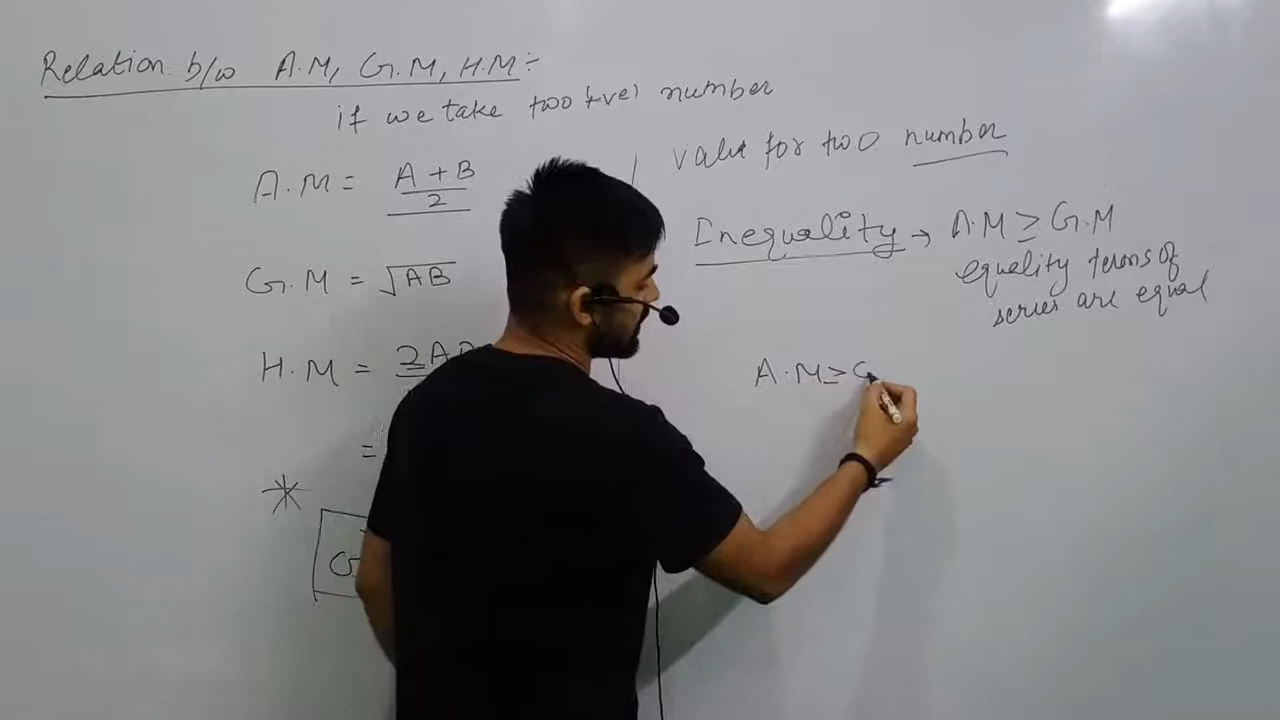 Relation b/w A.M, G.M, H.M :-
if we take two +ve number
A.M = A + B / 2
G.M = √AB
H.M = 2A
=
*
G
valid for two number
Inequality → A.M ≥ G.M
equality terms of
series are equal
A.M ≥ G